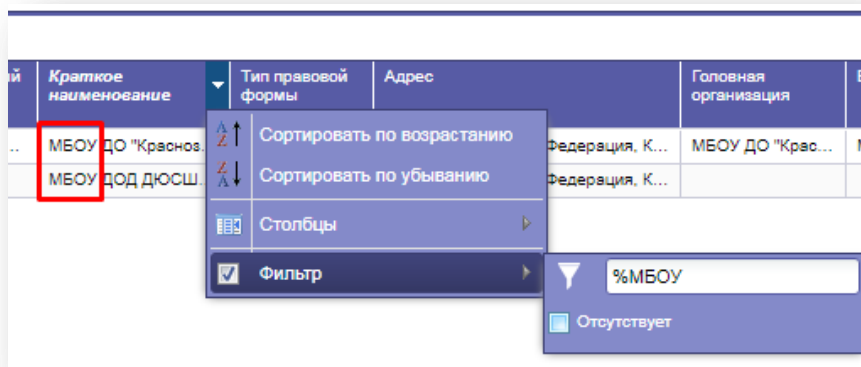 ый Краткое наименование Тип правовой формы Адрес Головная организация
.. МБОУ ДО "Красноз. Федерация, К... МБОУ ДО "Крас...
МБОУ ДОД ДЮСШ. Федерация, К...
Сортировать по возрастанию
Сортировать по убыванию
Столбцы
Фильтр
%МБОУ
Отсутствует